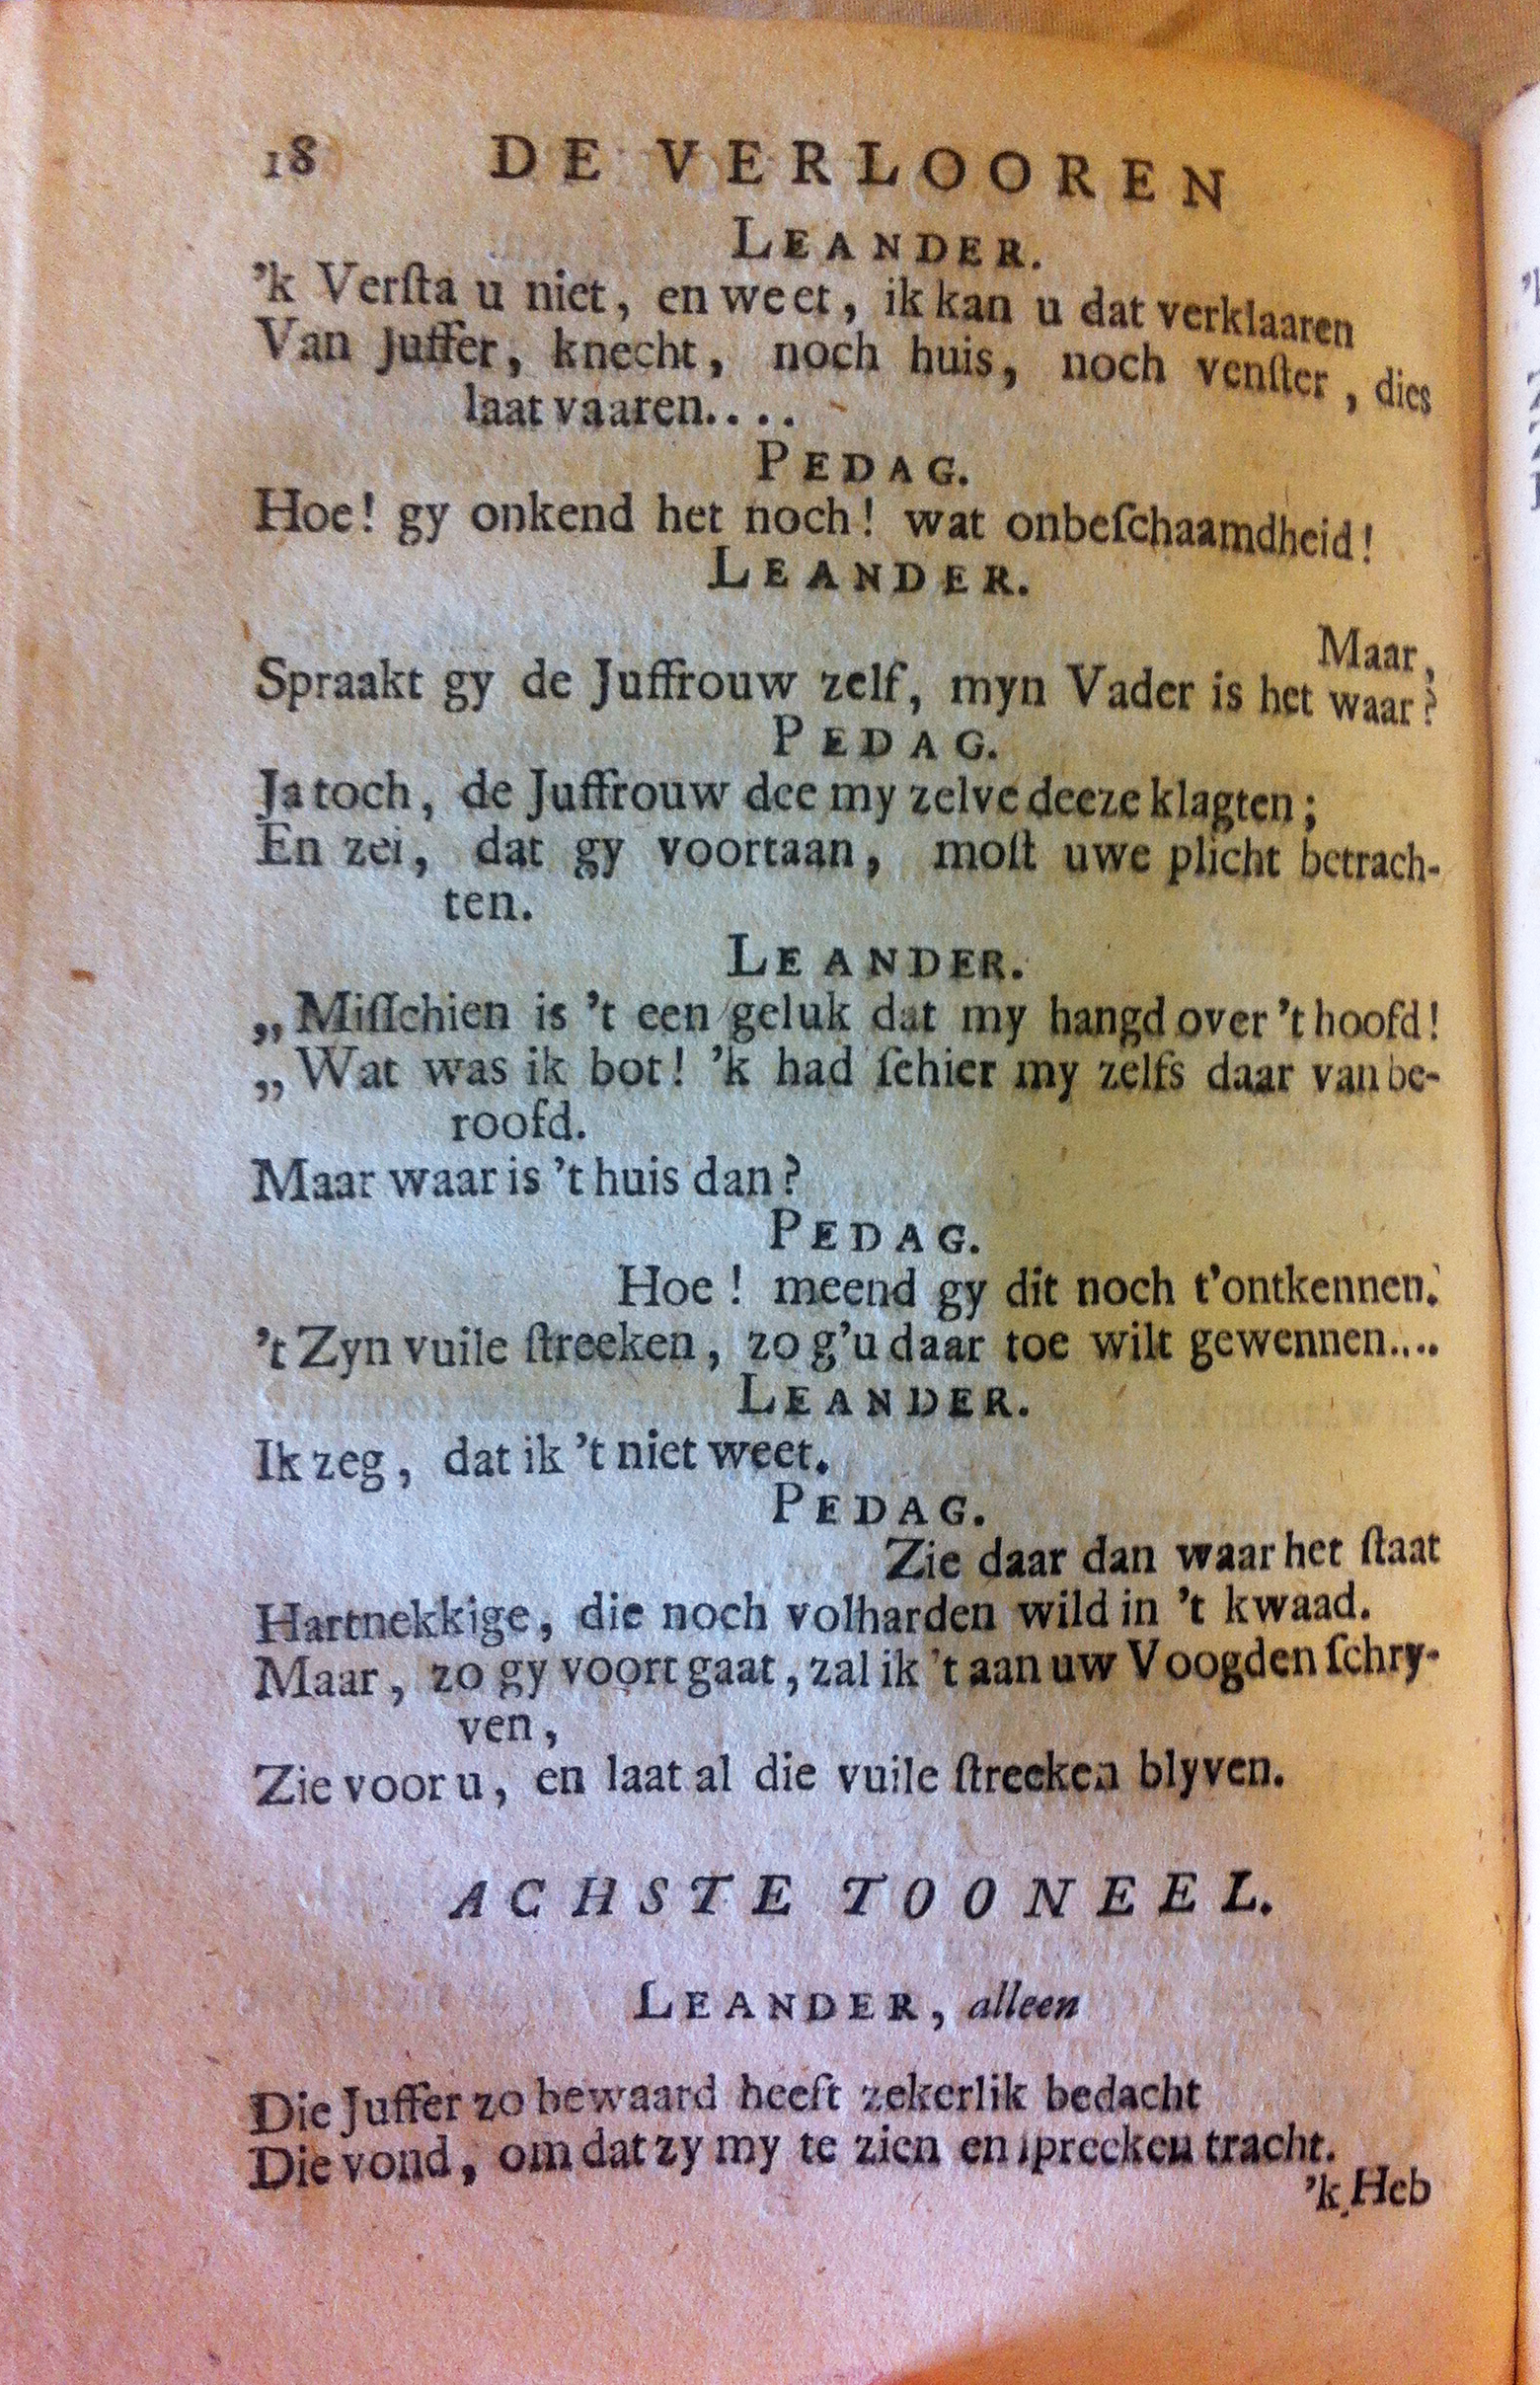 18 DE VERLOOREN
LEANDER.
'k Verſta u niet, en weet, ik kan u dat verklaaren
Van Juffer, knecht, noch huis, noch venſter, dies
laat vaaren....
PEDAG.
Hoe! gy onkend het noch! wat onbeſchaamdheid!
LEANDER.
Maar,
Spraakt gy de Juffrouw zelf, myn Vader is het waar?
PEDAG.
Ja toch, de Juffrouw dee my zelve deeze klagten;
En zei, dat gy voortaan, moſt uwe plicht betrach-
ten.
LEANDER.
„Miſſchien is 't een geluk dat my hangd over 't hoofd!
„Wat was ik bot! 'k had ſchier my zelfs daar van be-
roofd.
Maar waar is 't huis dan?
PEDAG.
Hoe! meend gy dit noch t'ontkennen.
't Zyn vuile ſtreeken, zo g'u daar toe wilt gewennen....
LEANDER.
Ik zeg, dat ik 't niet weet.
PEDAG.
Zie daar dan waar het ſtaat
Hartnekkige, die noch volharden wild in 't kwaad.
Maar, zo gy voort gaat, zal ik 't aan uw Voogden ſchry-
ven,
Zie voor u, en laat al die vuile ſtreeken blyven.
ACHSTE TOONEEL.
LEANDER, alleen
Die Juffer zo bewaard heeft zekerlik bedacht
Die vond, om dat zy my te zien en ſpreeken tracht.
'k Heb